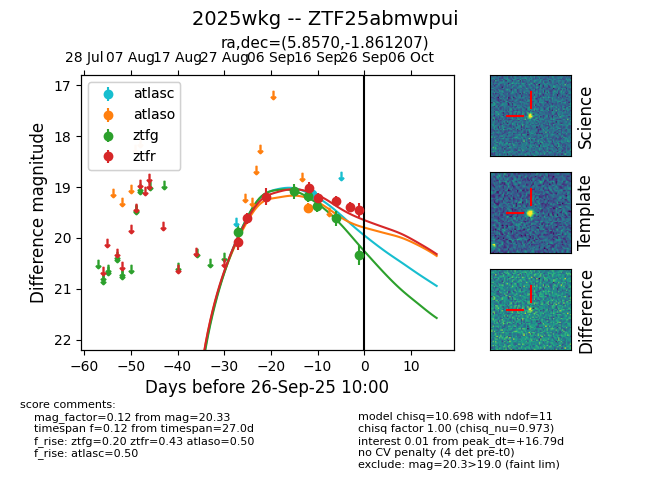 2025wkg -- ZTF25abmwpui
ra,dec=(5.8570,-1.861207)
28 Jul 07 Aug 17 Aug 27 Aug 06 Sep 16 Sep 26 Sep 06 Oct
17
18
19
20
21
22
Difference magnitude
atlasc
atlaso
ztfg
ztfr
−60 −50 −40 −30 −20 −10 0 10
Days before 26-Sep-25 10:00
Science
Template
Difference
score comments:
mag_factor=0.12 from mag=20.33
timespan f=0.12 from timespan=27.0d
f_rise: ztfg=0.20 ztfr=0.43 atlaso=0.50
f_rise: atlasc=0.50
model chisq=10.698 with ndof=11
chisq factor 1.00 (chisq_nu=0.973)
interest 0.01 from peak_dt=+16.79d
no CV penalty (4 det pre-t0)
exclude: mag=20.3>19.0 (faint lim)